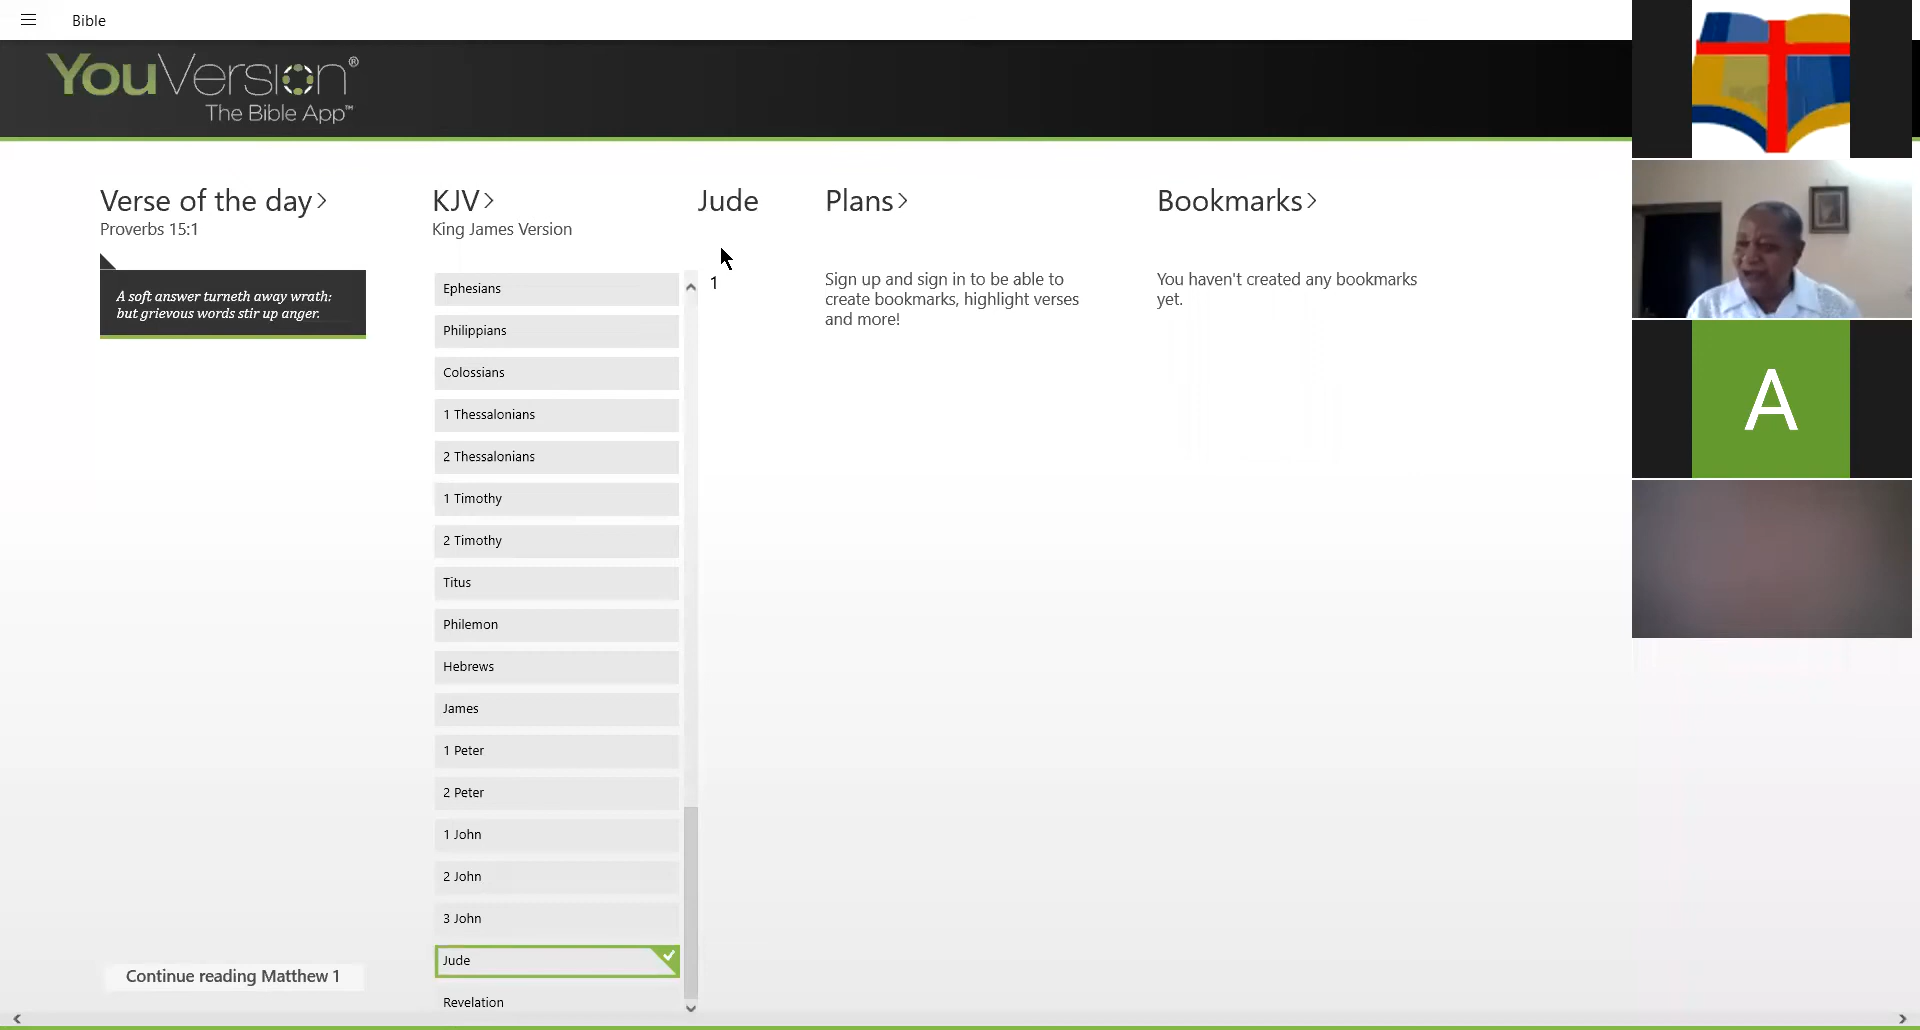 Bible
YouVersion®
The Bible App™
Verse of the day
Proverbs 15:1
A soft answer turneth away wrath:
but grievous words stir up anger.
Continue reading Matthew 1
KJV
King James Version
Ephesians
Philippians
Colossians
1 Thessalonians
2 Thessalonians
1 Timothy
2 Timothy
Titus
Philemon
Hebrews
James
1 Peter
2 Peter
1 John
2 John
3 John
Jude
Revelation
Jude
1
Plans
Sign up and sign in to be able to
create bookmarks, highlight verses
and more!
Bookmarks
You haven't created any bookmarks
yet.
A